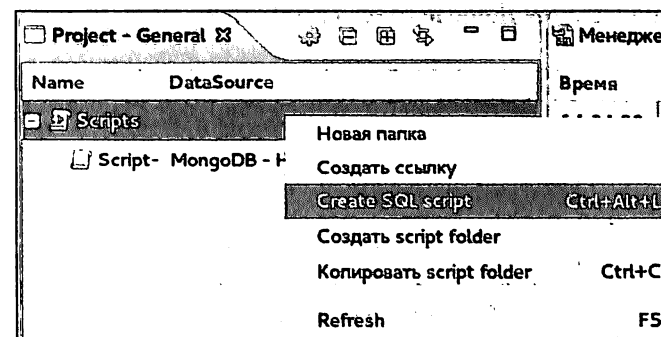 Project - General
Менедже
Name DataSource
Время
Scripts
Script- MongoDB - H
Новая папка
Создать ссылку
Create SQL script Ctrl+Alt+L
Создать script folder
Копировать script folder Ctrl+C
Refresh F5